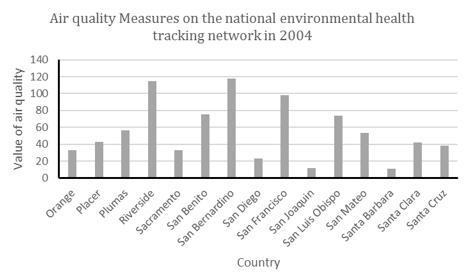 Air quality Measures on the national environmental health
tracking network in 2004
Value of air quality
140
120
100
80
60
40
20
0
Orange
Placer
Plumas
Riverside
Sacramento
San Benito
San Bernardino
San Diego
San Francisco
San Joaquin
San Luis Obispo
San Mateo
Santa Barbara
Santa Clara
Santa Cruz
Country